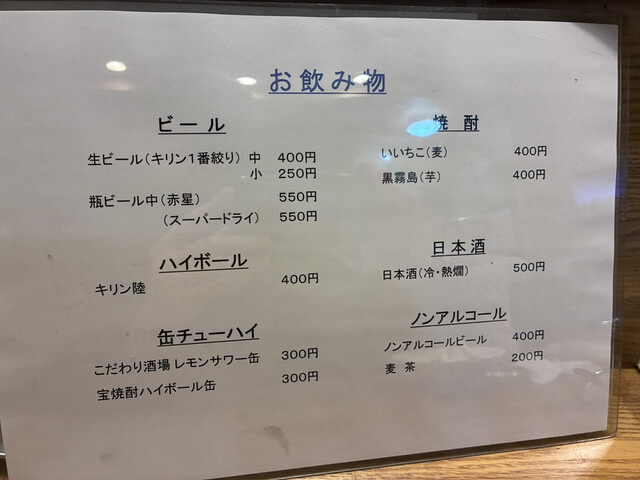 お飲み物
ビール
生ビール(キリン1番絞り) 中 400円
小 250円
瓶ビール中(赤星) 550円
(スーパードライ) 550円
ハイボール
キリン陸 400円
缶チューハイ
こだわり酒場 レモンサワー缶 300円
宝焼酎ハイボール缶 300円
焼酎
いいちこ(麦) 400円
黒霧島(芋) 400円
日本酒
日本酒(冷・熱燗) 500円
ノンアルコール
ノンアルコールビール 400円
麦茶 200円